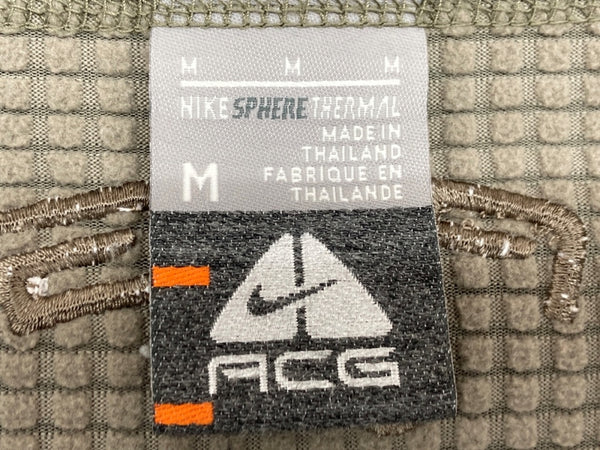 M M M
NIKE SPHERE THERMAL
MADE IN
THAILAND
M
FABRIQUE EN
THAILANDE
ACG